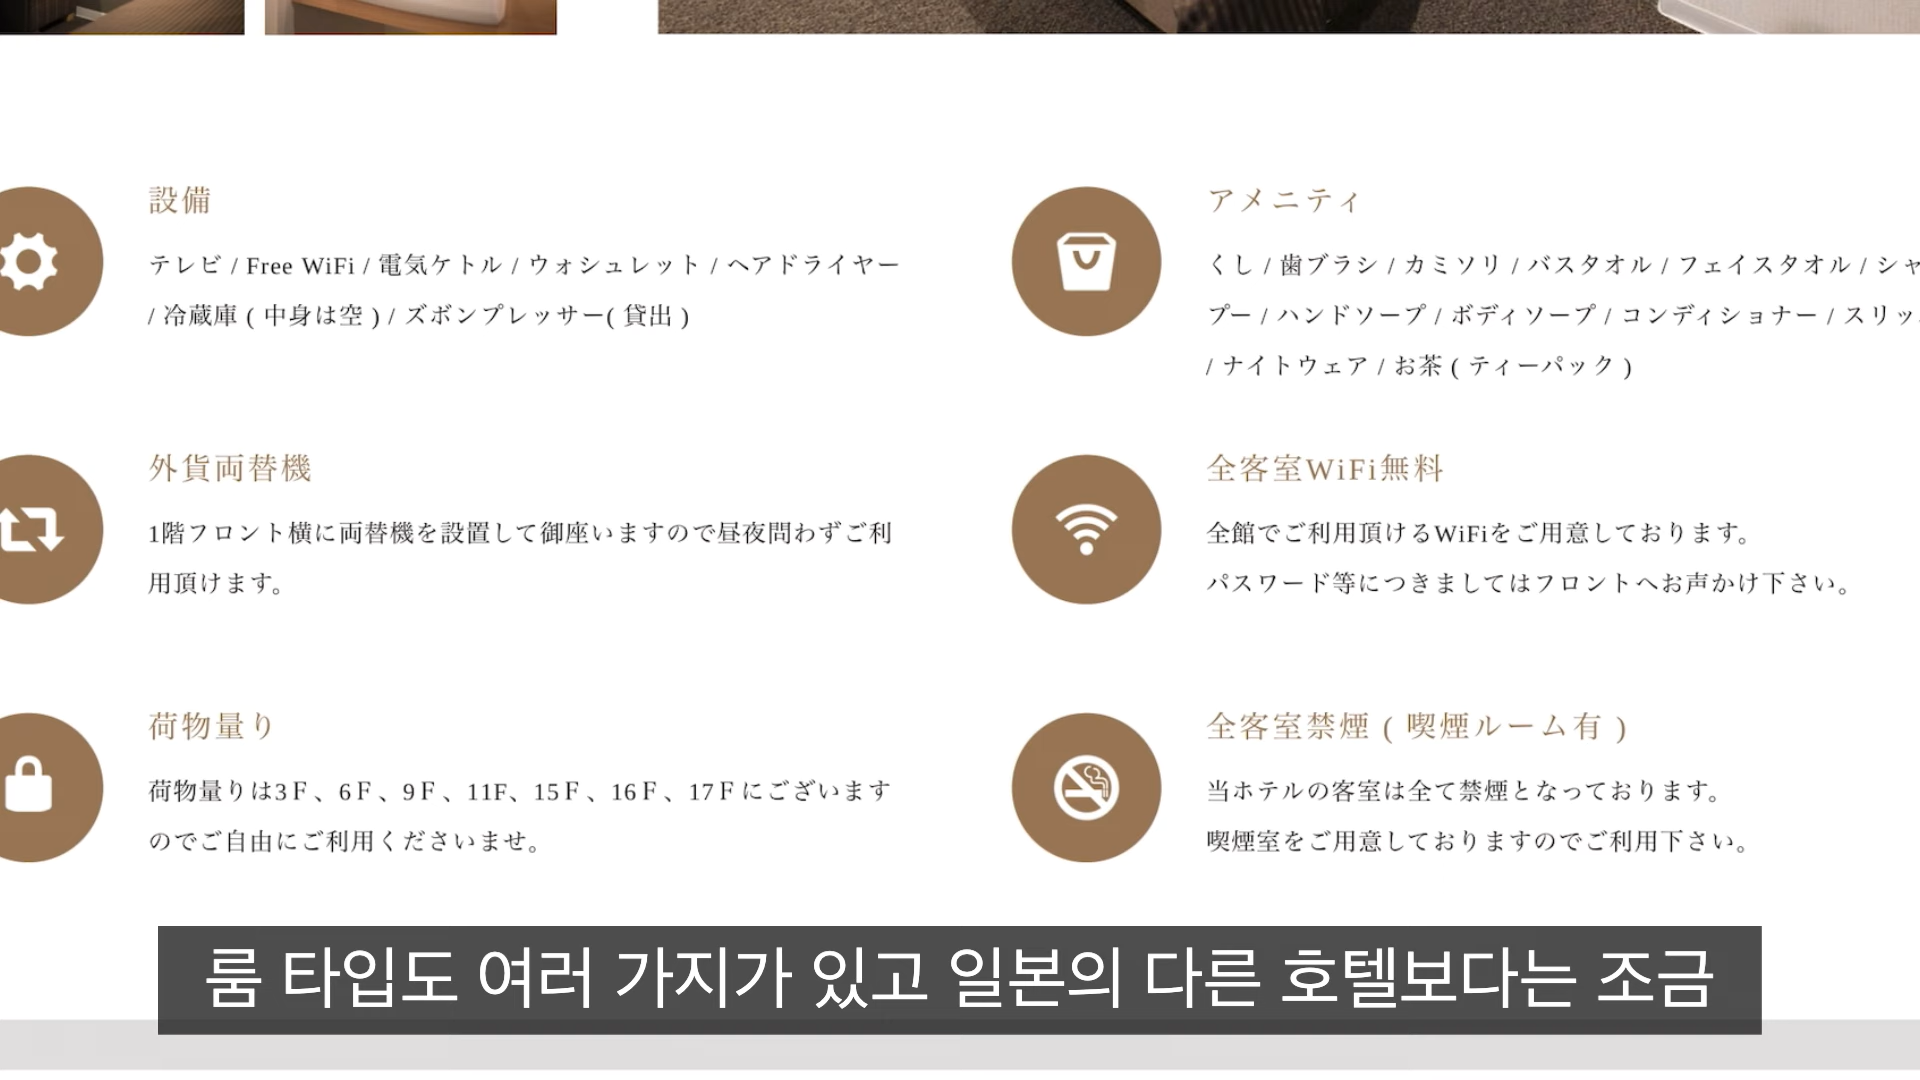 設備
テレビ / Free WiFi / 電気ケトル / ウォシュレット / ヘアドライヤー
/ 冷蔵庫 ( 中身は空 ) / ズボンプレッサー( 貸出 )
アメニティ
くし / 歯ブラシ / カミソリ / バスタオル / フェイスタオル / シャ
プー / ハンドソープ / ボディソープ / コンディショナー / スリッ
/ ナイトウェア / お茶 ( ティーパック )
外貨両替機
1階フロント横に両替機を設置して御座いますので昼夜問わずご利
用頂けます。
全客室WiFi無料
全館でご利用頂けるWiFiをご用意しております。
パスワード等につきましてはフロントへお声かけ下さい。
荷物量り
荷物量りは3Ｆ、6Ｆ、9Ｆ、11F、15Ｆ、16Ｆ、17Ｆにございます
のでご自由にご利用くださいませ。
全客室禁煙 ( 喫煙ルーム有 )
当ホテルの客室は全て禁煙となっております。
喫煙室をご用意しておりますのでご利用下さい。
룸 타입도 여러 가지가 있고 일본의 다른 호텔보다는 조금